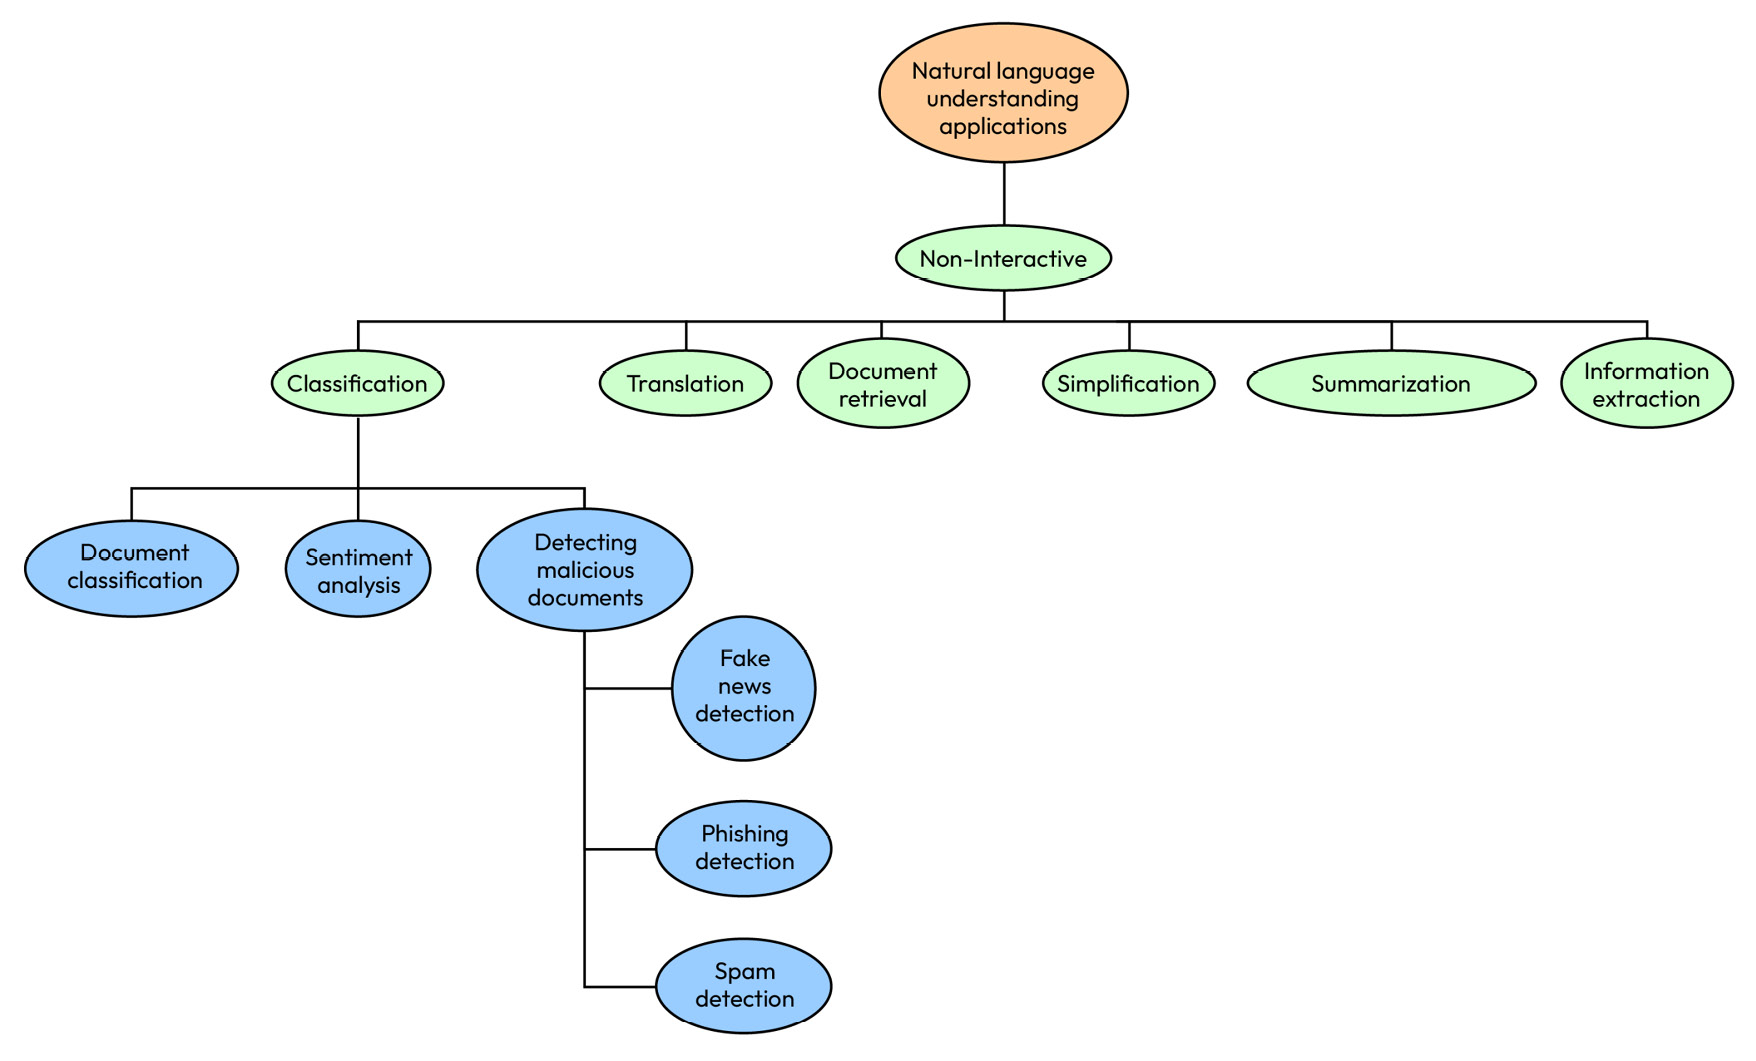 Natural language
understanding
applications
Non-Interactive
Classification
Translation
Document
retrieval
Simplification
Summarization
Information
extraction
Document
classification
Sentiment
analysis
Detecting
malicious
documents
Fake
news
detection
Phishing
detection
Spam
detection